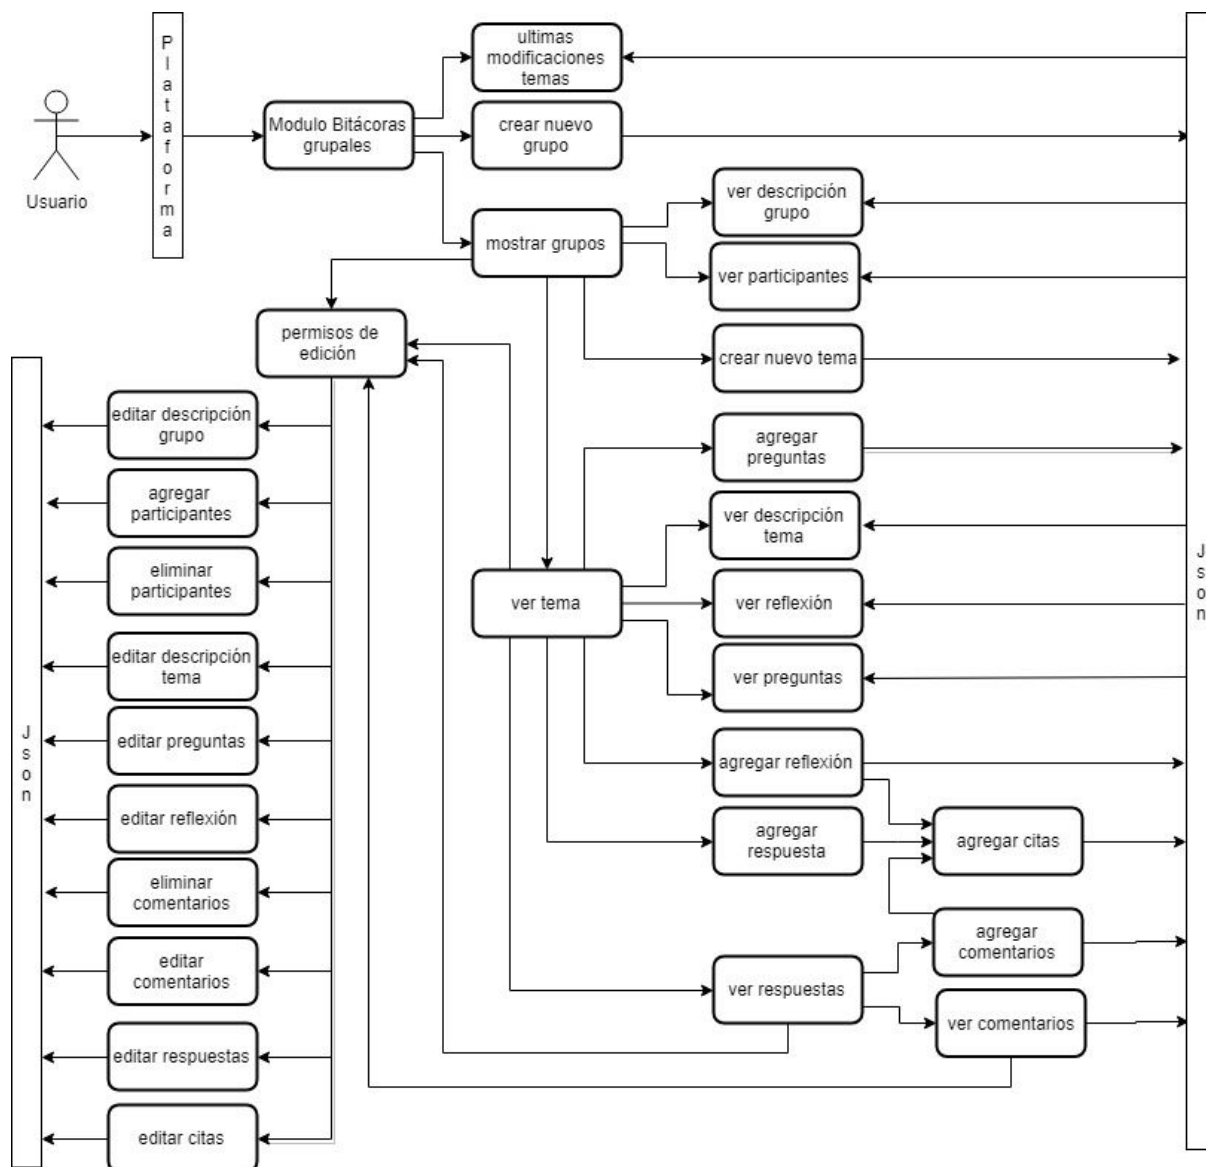 Plataforma
Usuario
Modulo Bitácoras
grupales
ultimas
modificaciones
temas
crear nuevo
grupo
mostrar grupos
ver descripción
grupo
ver participantes
permisos de
edición
crear nuevo tema
Json
editar descripción
grupo
agregar
participantes
eliminar
participantes
editar descripción
tema
editar preguntas
editar reflexión
eliminar
comentarios
editar
comentarios
editar respuestas
editar citas
agregar
preguntas
ver descripción
tema
ver tema
ver reflexión
ver preguntas
agregar reflexión
agregar
respuesta
agregar citas
agregar
comentarios
ver respuestas
ver comentarios
Json